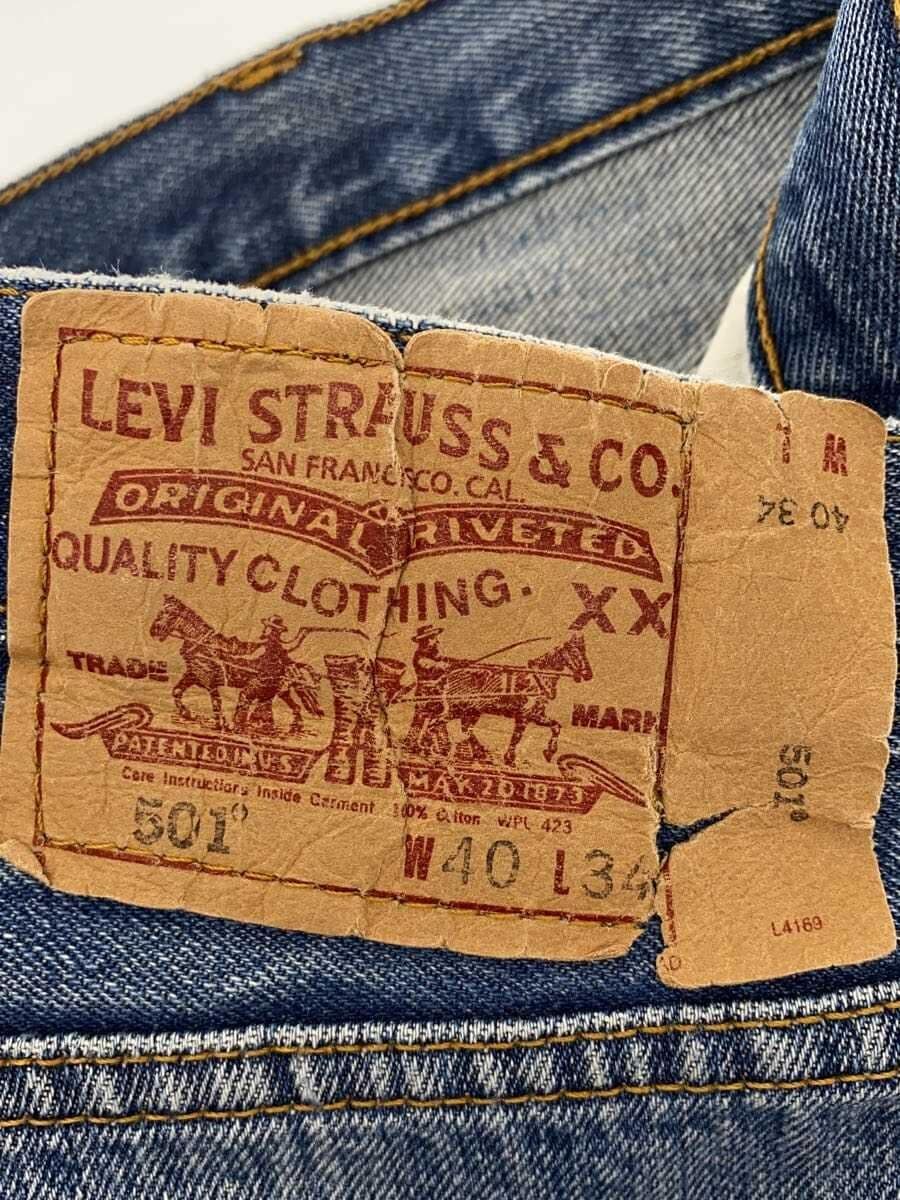 LEVI STRAUSS & CO.
SAN FRANCISCO. CAL.
ORIGINAL RIVETED
QUALITY CLOTHING.
XX
TRADE MARK
PATENTED IN U.S. MAY 20 1873
Care Instructions Inside Garment 100% Cotton WPL 423
501®
W40 L34
M
40 34
501®
L4169